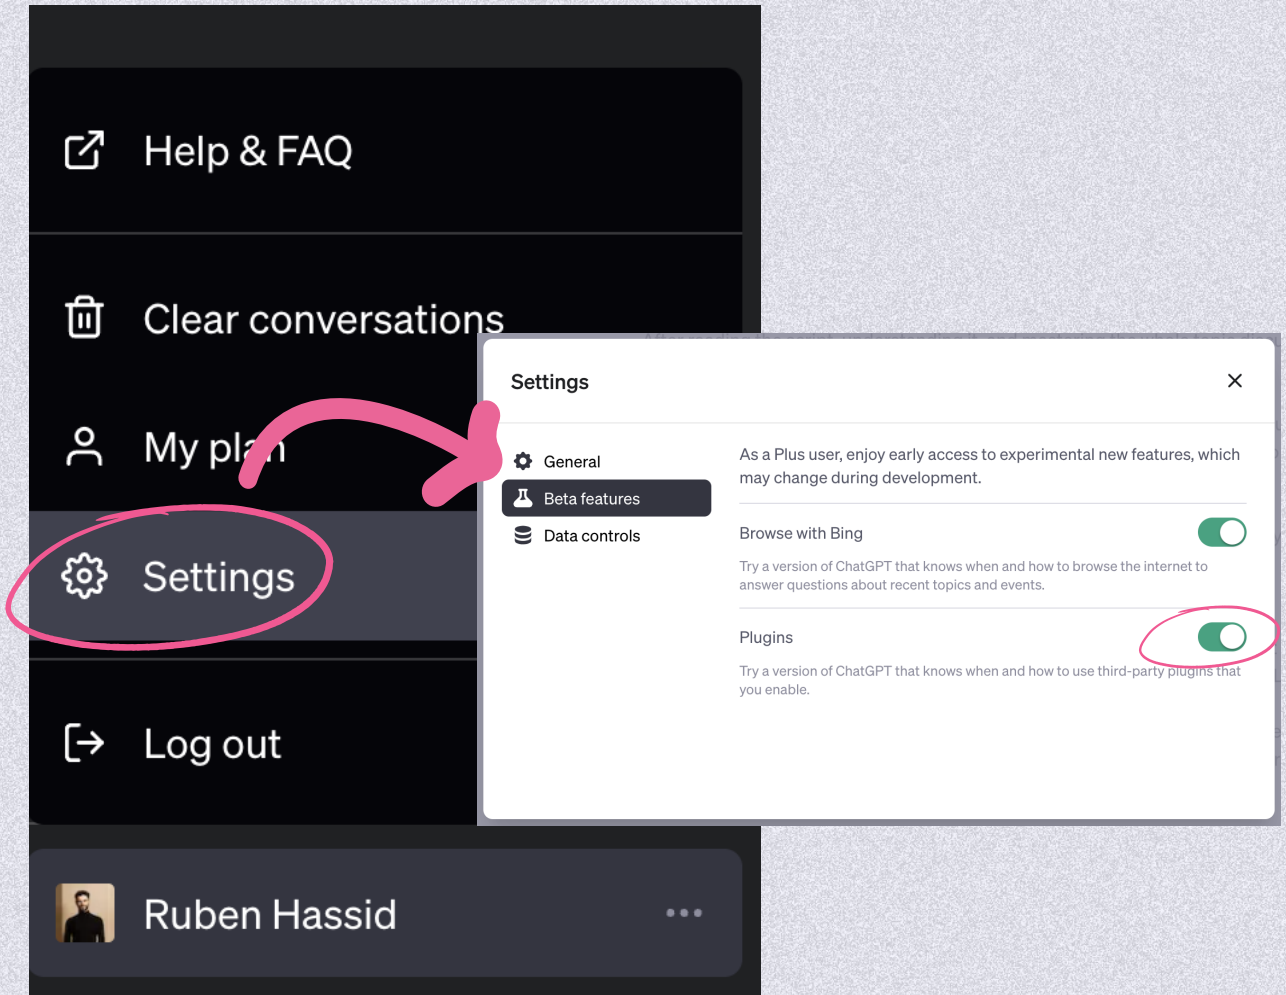 Help & FAQ
Clear conversations
My plan
Settings
Log out
Ruben Hassid
Settings
General
Beta features
Data controls
As a Plus user, enjoy early access to experimental new features, which
may change during development.
Browse with Bing
Try a version of ChatGPT that knows when and how to browse the internet to
answer questions about recent topics and events.
Plugins
Try a version of ChatGPT that knows when and how to use third-party plugins that
you enable.